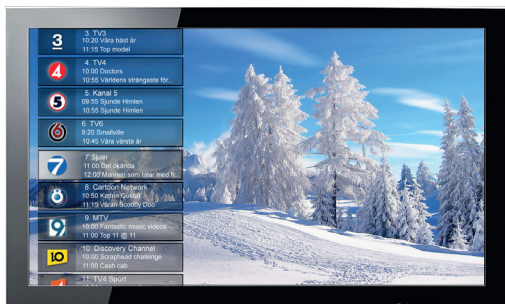 3
3. TV3
10:20 Våra bäst år
11:15 Top model
4
4. TV4
10:00 Doctors
10:55 Världens strängaste för...
5
5. Kanal 5
09:55 Sjunde Himlen
10:55 Sjunde Himlen
6
6. TV6
9:20 Smallville
10:45 Våra värsta år
7
7 Sjuan
11:00 Det okända
12:00 Mannen som talar med h...
8
8. Cartoon Network
10:50 Katten Gustaf
11:15 Våran Scooby Doo
9
9. MTV
10:00 Fantastic music videos
11:00 Top 11 @ 11
10
10. Discovery Channel
10:00 Scraphead challenge
11:00 Cash cab
11. TV4 Sport